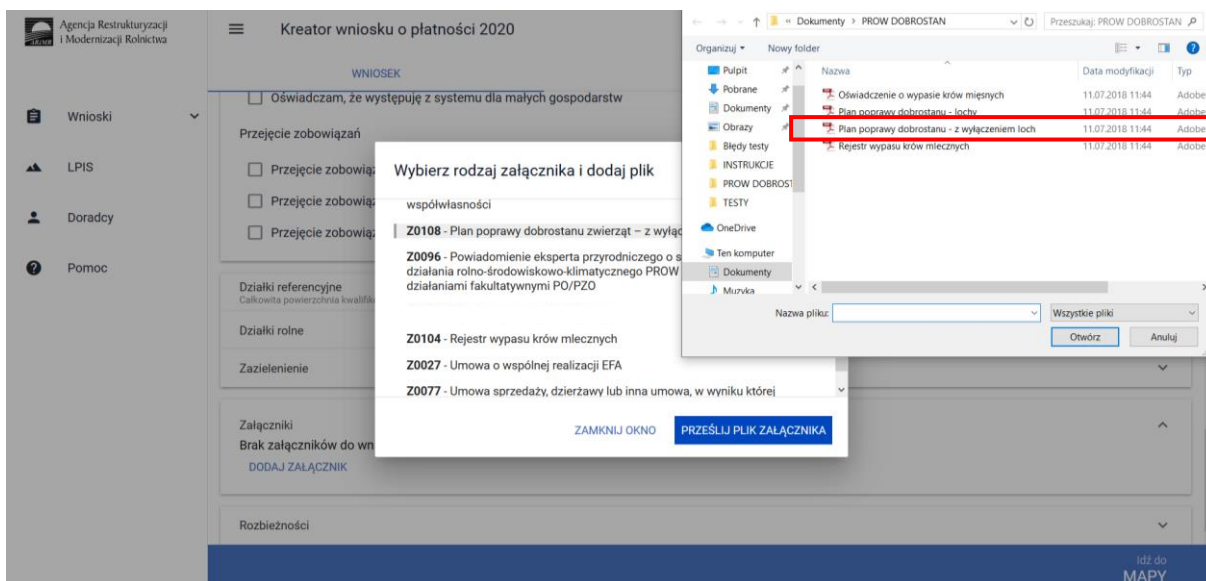 Agencja Restrukturyzacji
i Modernizacji Rolnictwa
Wnioski
LPIS
Doradcy
Pomoc
Kreator wniosku o płatności 2020
WNIOSEK
Oświadczam, że występuję z systemu dla małych gospodarstw
Przejęcie zobowiązań
Przejęcie zobowią
Przejęcie zobowią
Przejęcie zobowią
Działki referencyjne
Całkowita powierzchnia kwalifik
Działki rolne
Zazielenienie
Załączniki
Brak załączników do wn
DODAJ ZAŁĄCZNIK
Rozbieżności
Idź do
MAPY
Wybierz rodzaj załącznika i dodaj plik
współwłasności
Z0108 - Plan poprawy dobrostanu zwierząt – z wyłąc
Z0096 - Powiadomienie eksperta przyrodniczego o s
działania rolno-środowiskowo-klimatycznego PROW
działaniami fakultatywnymi PO/PZO
Z0104 - Rejestr wypasu krów mlecznych
Z0027 - Umowa o wspólnej realizacji EFA
Z0077 - Umowa sprzedaży, dzierżawy lub inna umowa, w wyniku której
ZAMKNIJ OKNO
PRZEŚLIJ PLIK ZAŁĄCZNIKA
« Dokumenty > PROW DOBROSTAN
Przeszukaj: PROW DOBROSTAN
Organizuj
Nowy folder
Pulpit
Pobrane
Dokumenty
Obrazy
Błędy testy
INSTRUKCJE
PROW DOBROST
TESTY
OneDrive
Ten komputer
Dokumenty
Muzyka
Nazwa Data modyfikacji Typ
Oświadczenie o wypasie krów mięsnych 11.07.2018 11:44 Adobe
Plan poprawy dobrostanu - lochy 11.07.2018 11:44 Adobe
Plan poprawy dobrostanu - z wyłączeniem loch 11.07.2018 11:44 Adobe
Rejestr wypasu krów mlecznych 11.07.2018 11:44 Adobe
Nazwa pliku:
Wszystkie pliki
Otwórz
Anuluj